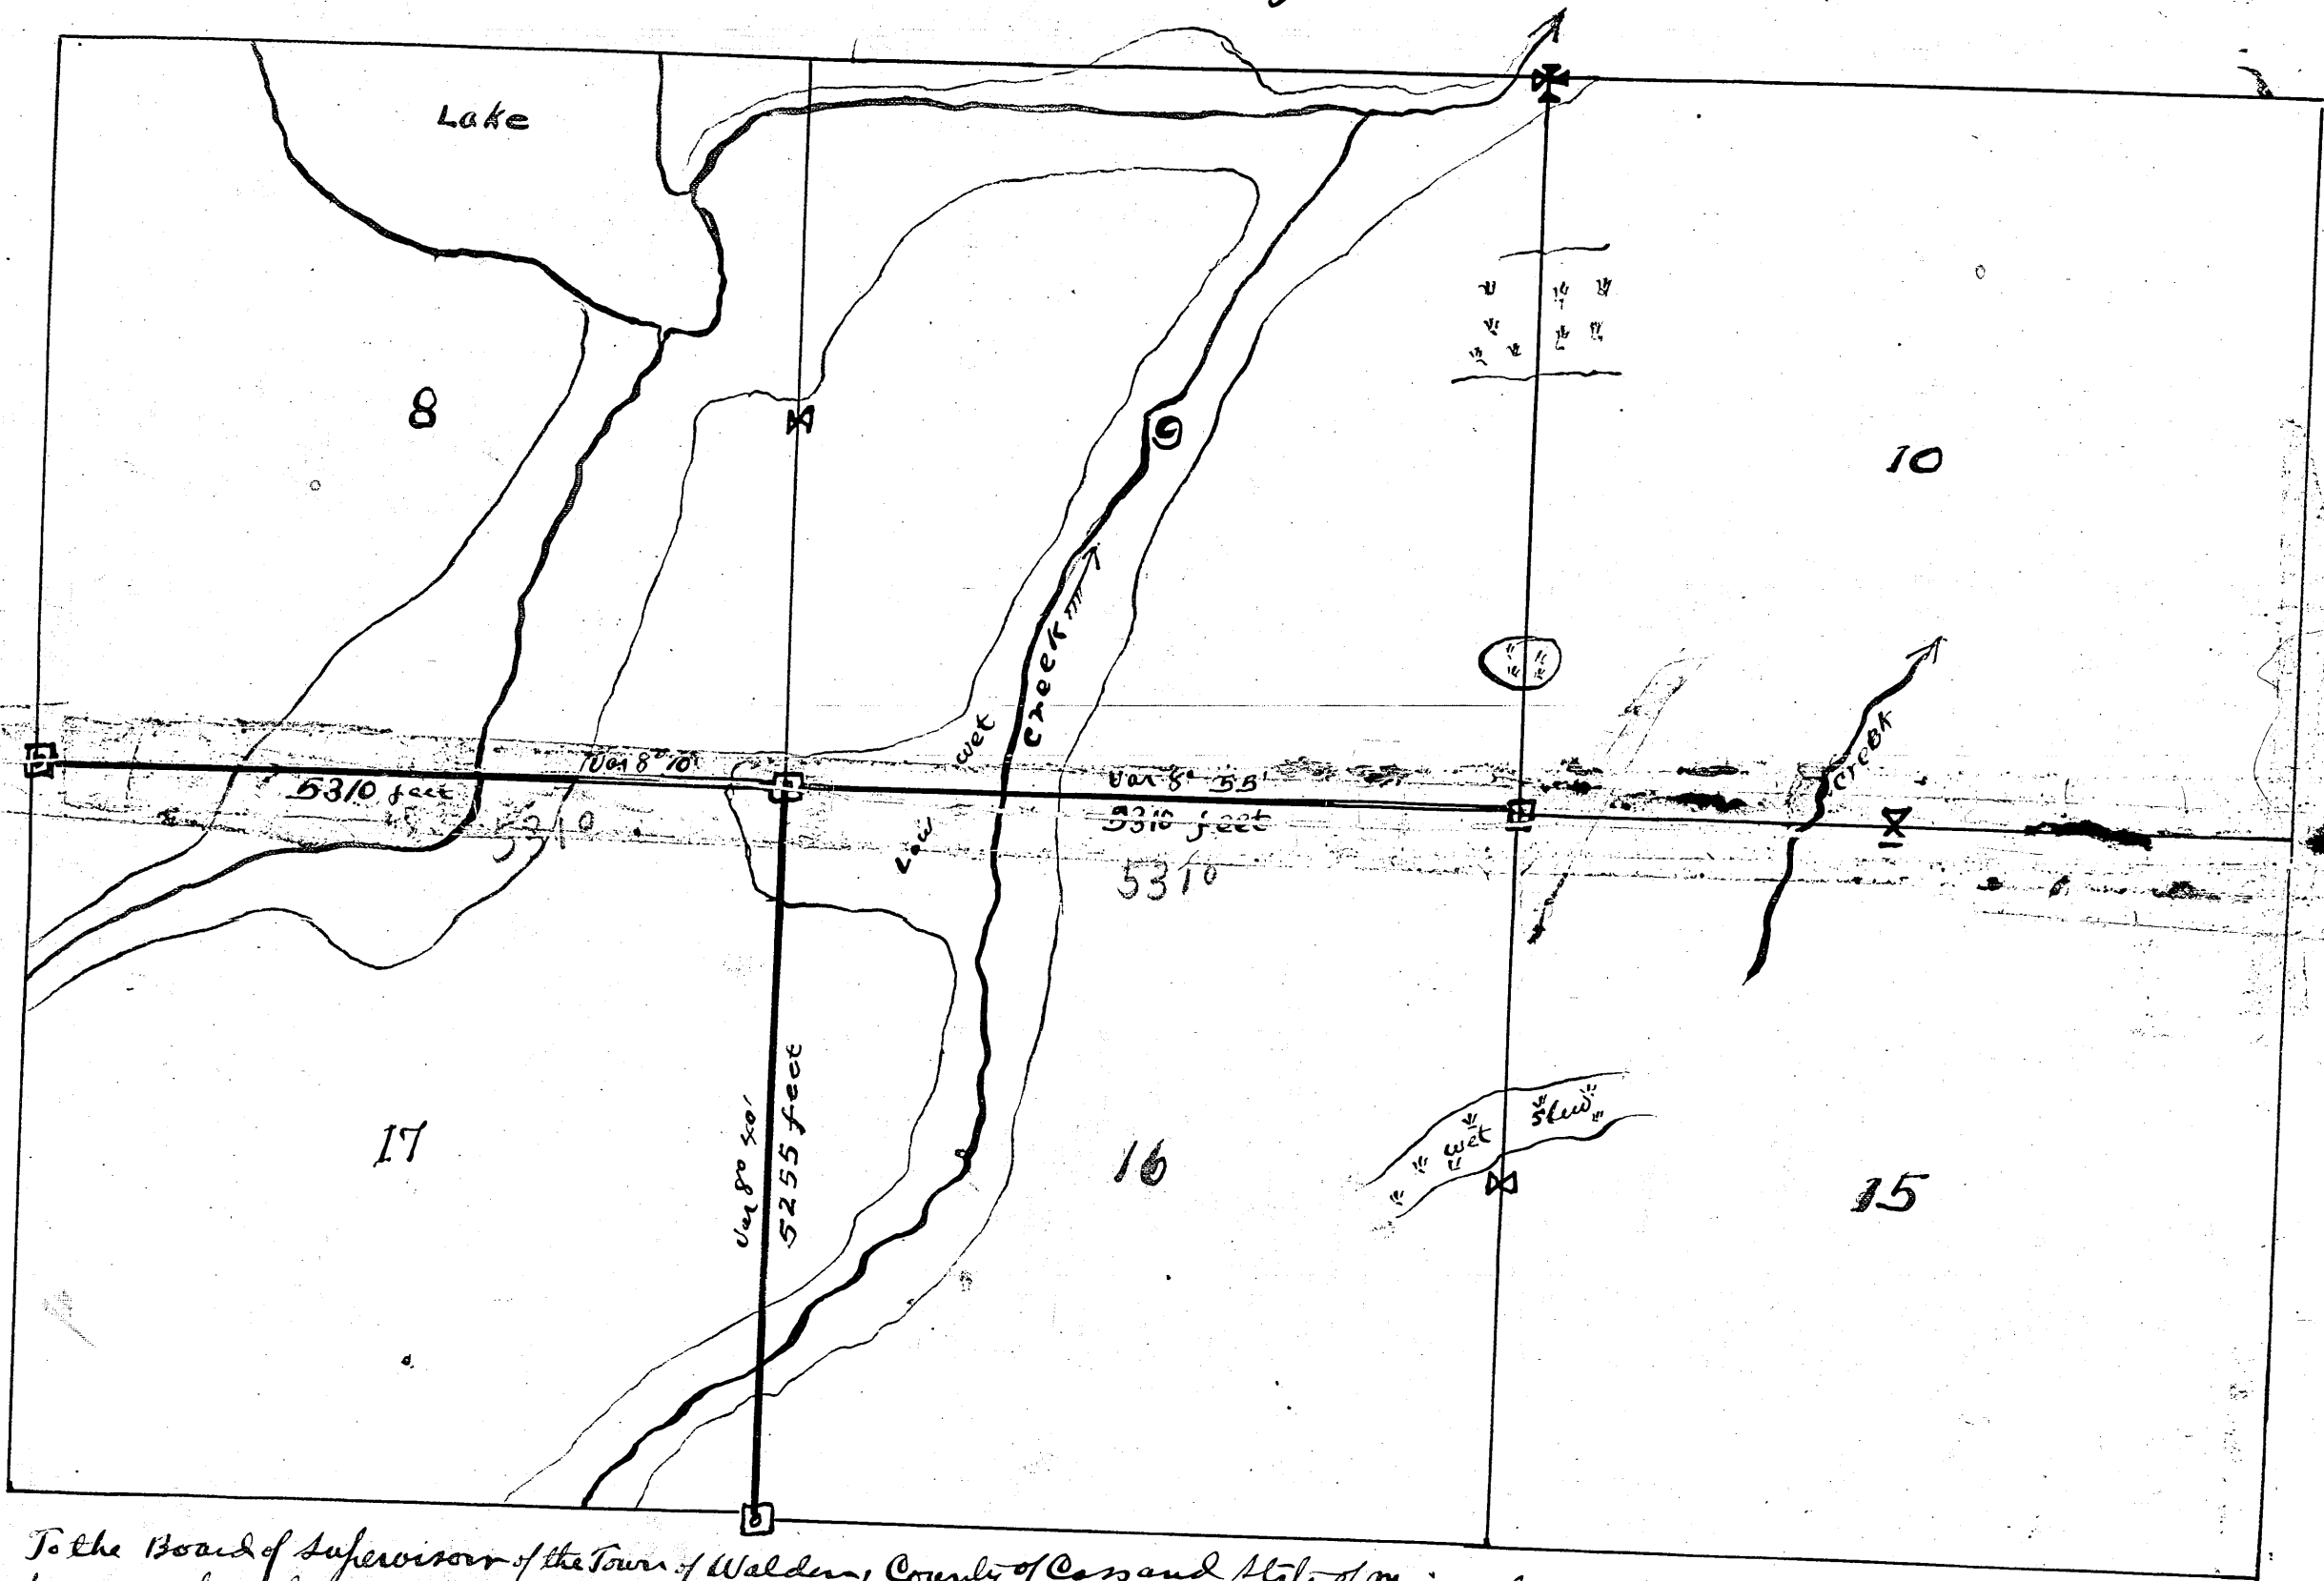 Lake
8
9
10
Creek
Creek
wet
Low
Var 8° 10'
5310 feet
5310
Var 8° 55'
5310 feet
5310
Var 8° 40'
5255 feet
17
16
15
wet Slew
To the Board of Supervisors of the Town of Walden, County of Cass and State of